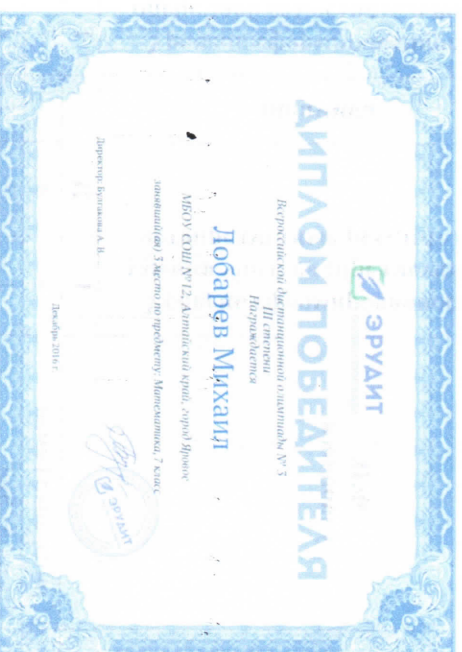 ЭРУДИТ
ДИПЛОМ ПОБЕДИТЕЛЯ
Всероссийской дистанционной олимпиады № 3
III степени
Награждается
Лобарев Михаил
МБОУ СОШ № 12, Алтайский край, город Яровое
занявший(ая) 3 место по предмету: Математика, 7 класс
Директор: Булгакова А. В.
ЭРУДИТ
Декабрь 2016 г.